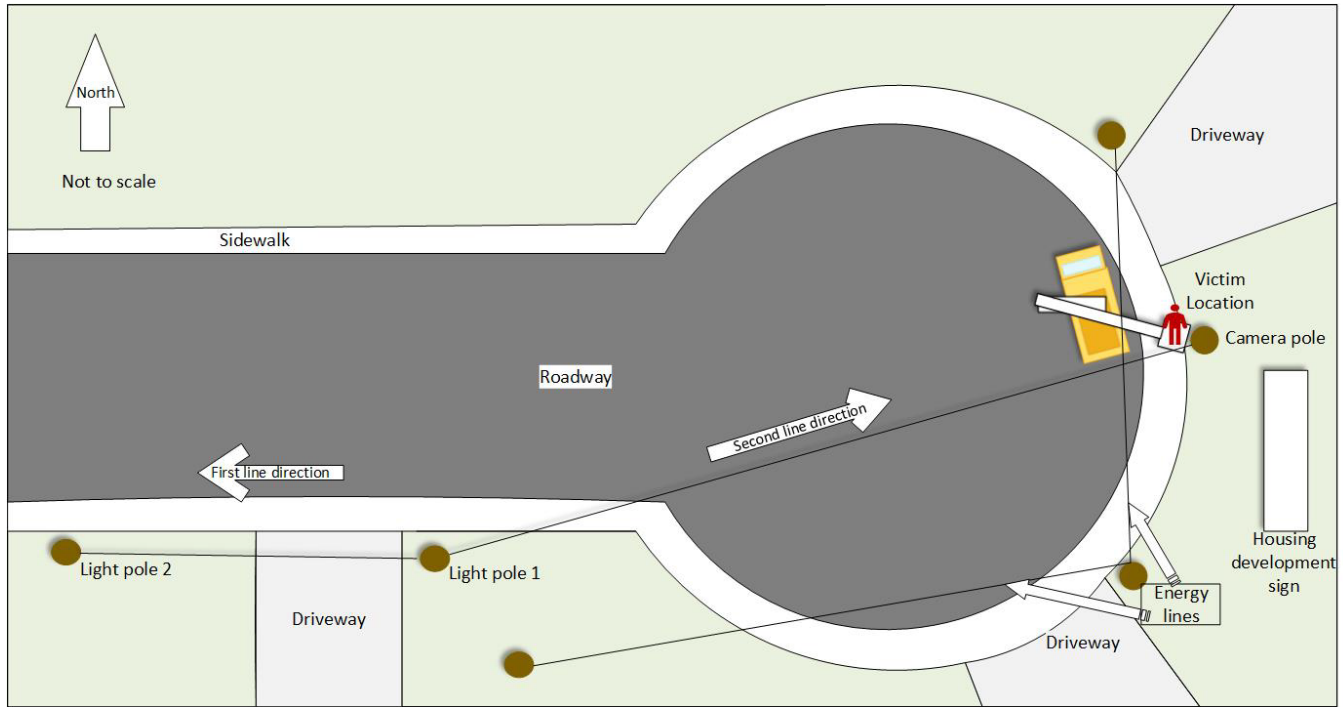 North
Not to scale
Driveway
Sidewalk
Victim
Location
Camera pole
Roadway
Second line direction
First line direction
Light pole 2
Light pole 1
Housing
development
sign
Energy
lines
Driveway
Driveway